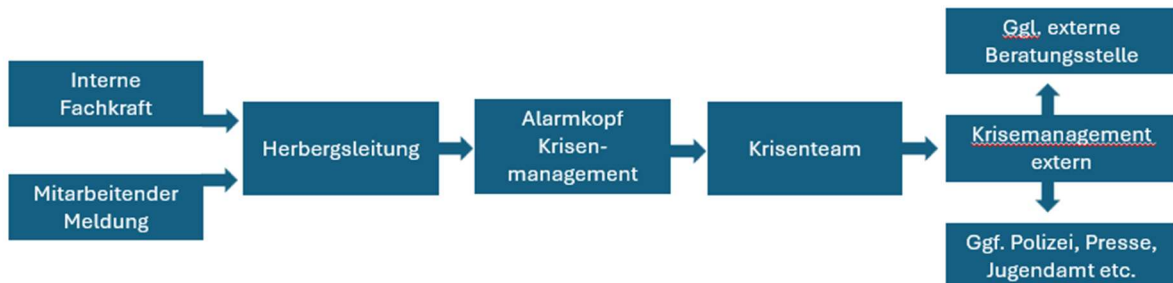 Interne
Fachkraft
Mitarbeitender
Meldung
Herbergsleitung
Alarmkopf
Krisen-
management
Krisenteam
Ggl. externe
Beratungsstelle
Krisemanagement
extern
Ggf. Polizei, Presse,
Jugendamt etc.